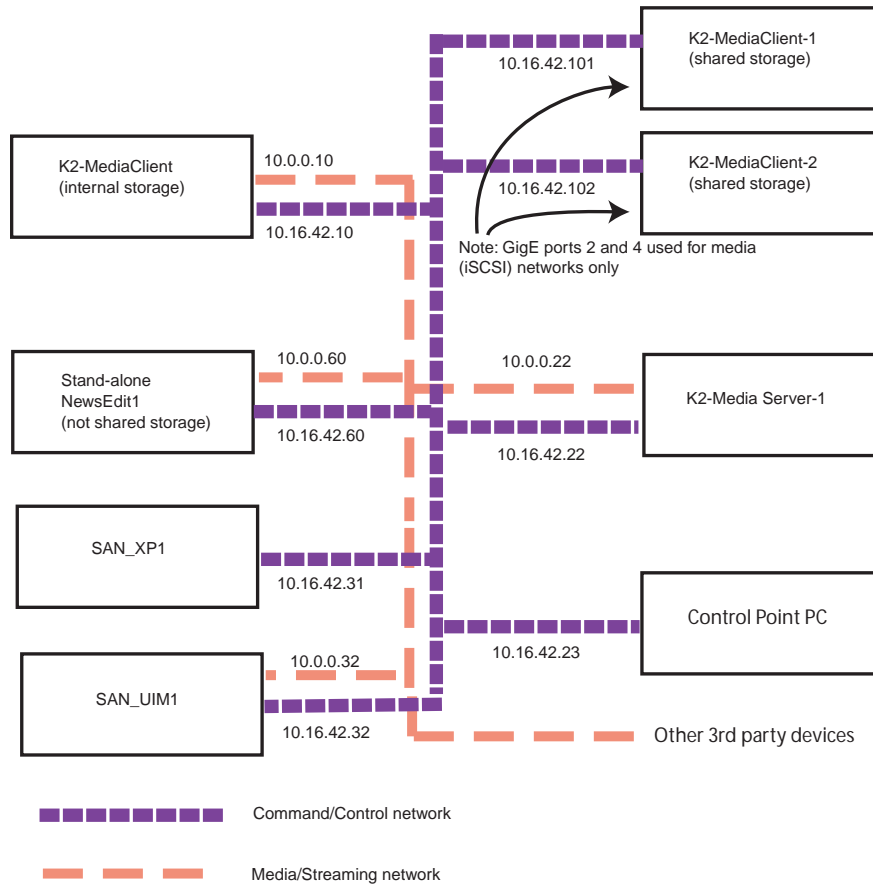 K2-MediaClient-1
(shared storage)
10.16.42.101
K2-MediaClient-2
(shared storage)
10.16.42.102
Note: GigE ports 2 and 4 used for media
(iSCSI) networks only
K2-MediaClient
(internal storage)
10.0.0.10
10.16.42.10
Stand-alone
NewsEdit1
(not shared storage)
10.0.0.60
10.16.42.60
10.0.0.22
K2-Media Server-1
10.16.42.22
SAN_XP1
10.16.42.31
Control Point PC
10.16.42.23
SAN_UIM1
10.0.0.32
10.16.42.32
Other 3rd party devices
Command/Control network
Media/Streaming network